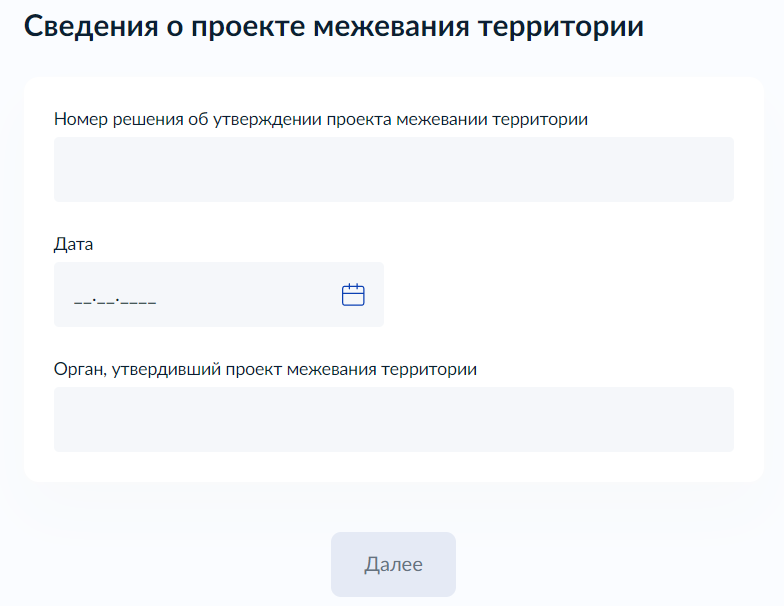 Сведения о проекте межевания территории
Номер решения об утверждении проекта межевании территории
Дата
__.__.____
Орган, утвердивший проект межевания территории
Далее